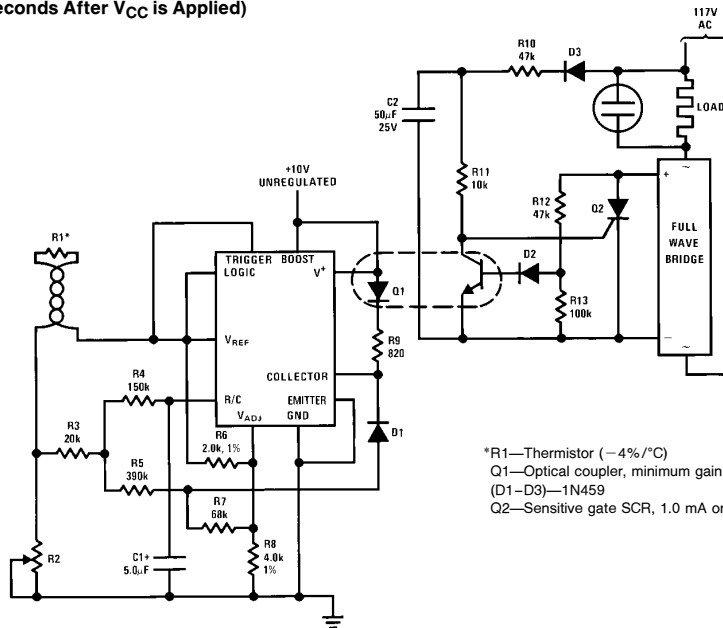 econds After VCC is Applied)
117V
AC
R10
47k
D3
C2
50µF
25V
LOAD
R11
10k
+10V
UNREGULATED
R12
47k
Q2
+
~
R1*
TRIGGER
BOOST
LOGIC
V+
D2
FULL
WAVE
BRIDGE
Q1
R13
100k
R9
820
VREF
−
~
COLLECTOR
R4
150k
R/C
EMITTER
VADJ
GND
R3
20k
R6
2.0k, 1%
D1
R5
390k
R7
68k
R2
C1+
5.0µF
R8
4.0k
1%
*R1—Thermistor (−4%/°C)
Q1—Optical coupler, minimum gain
(D1–D3)—1N459
Q2—Sensitive gate SCR, 1.0 mA or